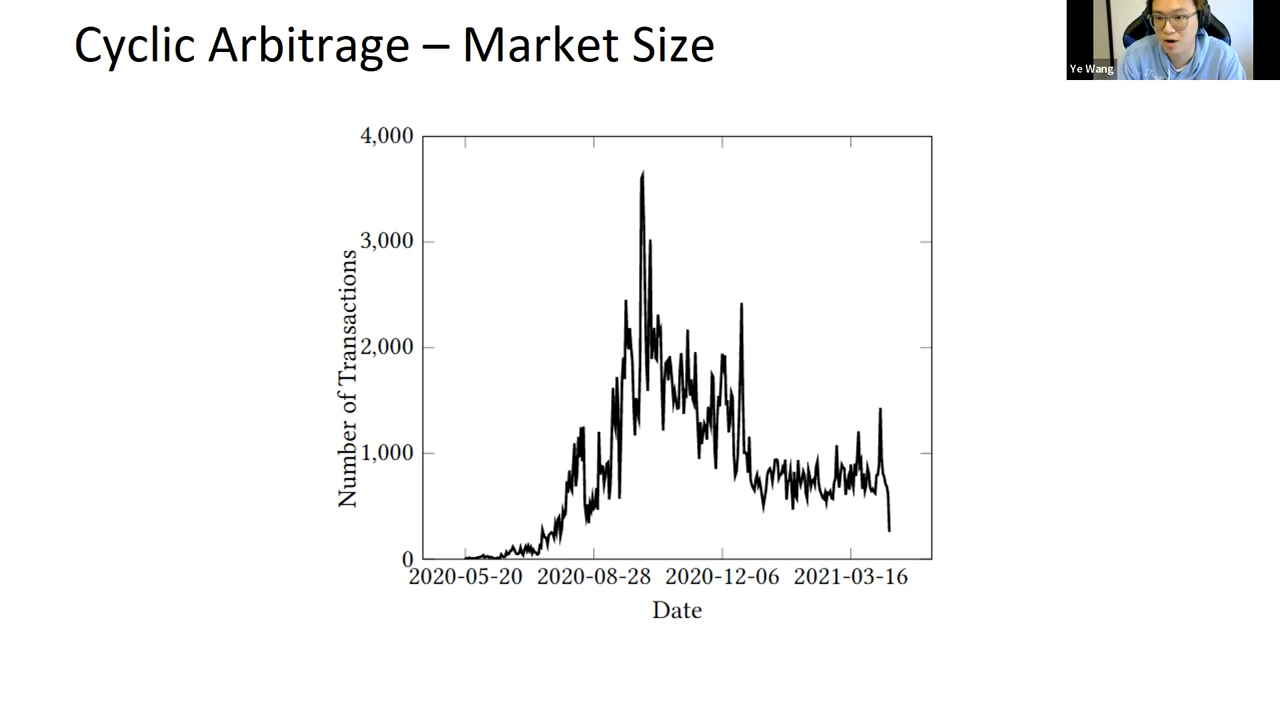 Cyclic Arbitrage – Market Size
Ye Wang
4,000
3,000
2,000
1,000
0
Number of Transactions
2020-05-20 2020-08-28 2020-12-06 2021-03-16
Date